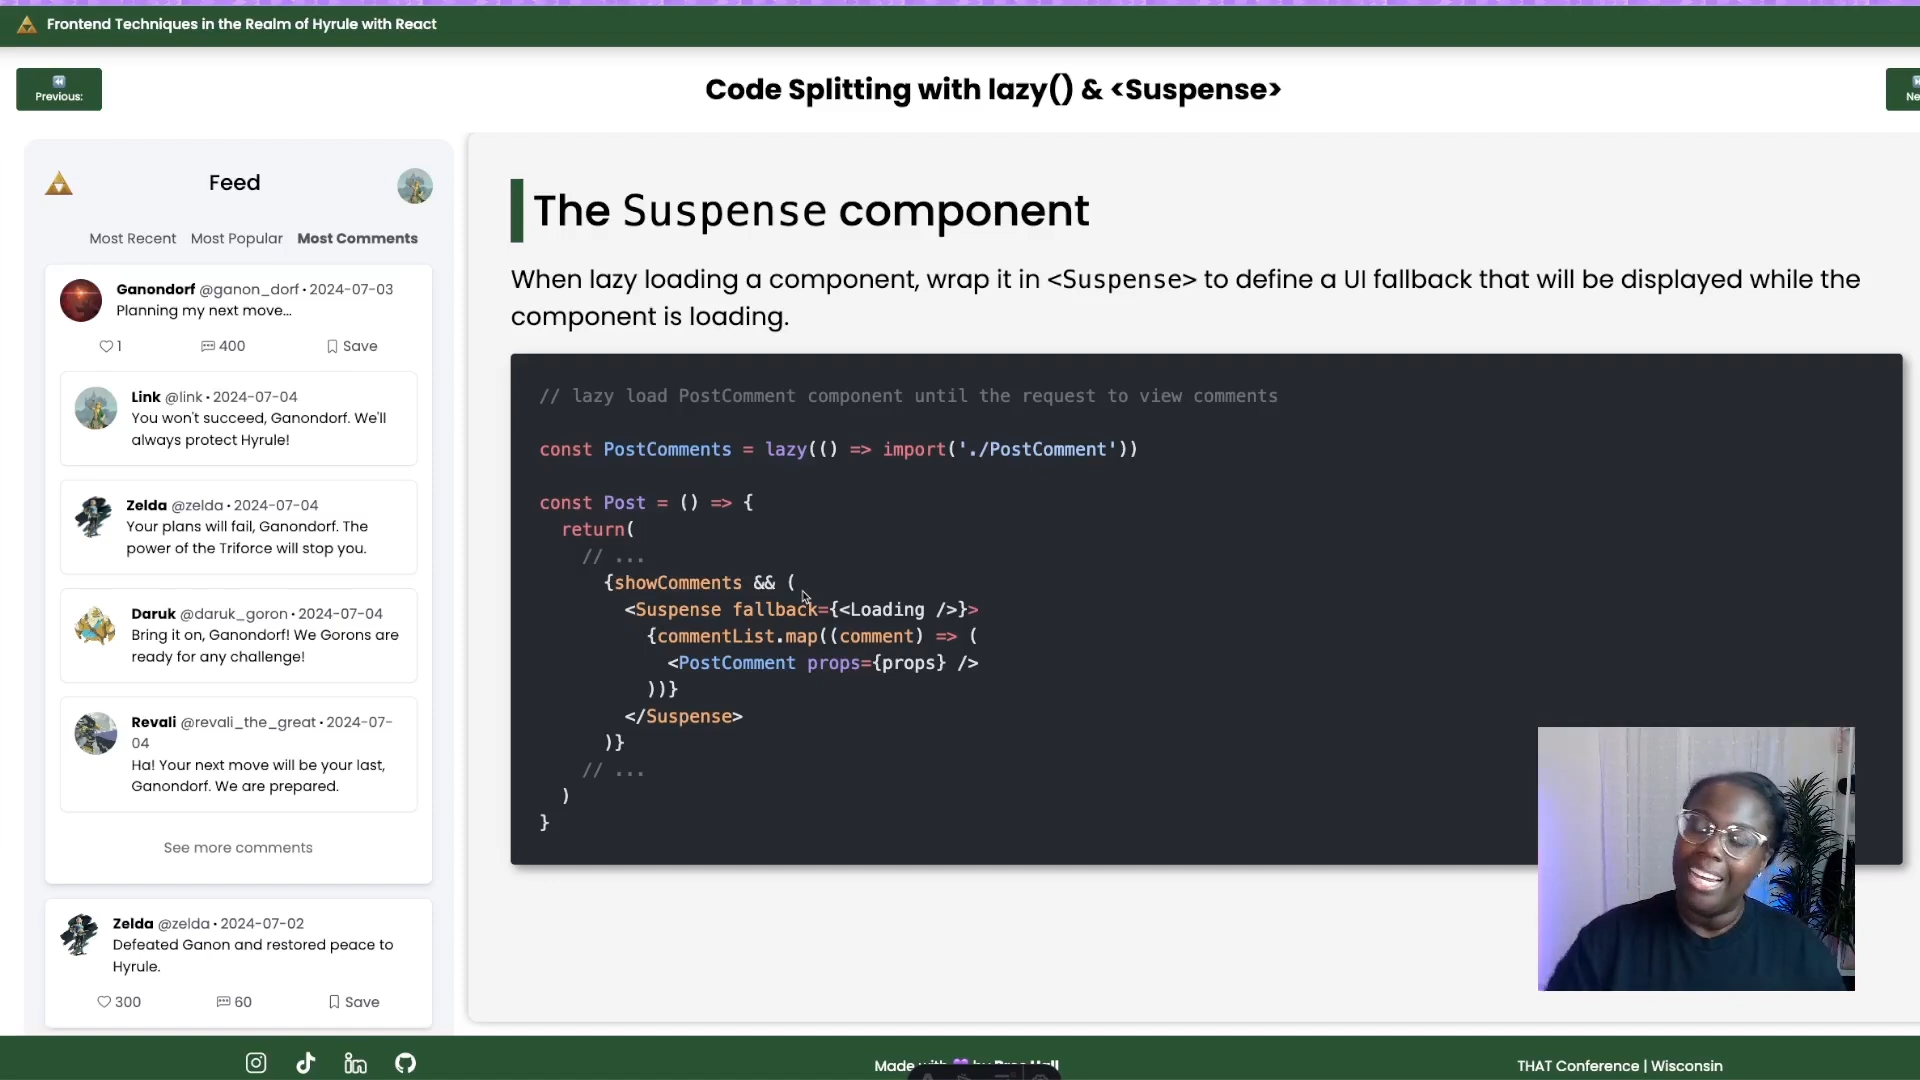 Frontend Techniques in the Realm of Hyrule with React
Previous:
Code Splitting with lazy() & <Suspense>
Feed
Most Recent Most Popular Most Comments
Ganondorf @ganon_dorf • 2024-07-03
Planning my next move...
1 400 Save
Link @link • 2024-07-04
You won't succeed, Ganondorf. We'll
always protect Hyrule!
Zelda @zelda • 2024-07-04
Your plans will fail, Ganondorf. The
power of the Triforce will stop you.
Daruk @daruk_goron • 2024-07-04
Bring it on, Ganondorf! We Gorons are
ready for any challenge!
Revali @revali_the_great • 2024-07-
04
Ha! Your next move will be your last,
Ganondorf. We are prepared.
See more comments
Zelda @zelda • 2024-07-02
Defeated Ganon and restored peace to
Hyrule.
300 60 Save
The Suspense component
When lazy loading a component, wrap it in <Suspense> to define a UI fallback that will be displayed while the
component is loading.
// lazy load PostComment component until the request to view comments
const PostComments = lazy(() => import('./PostComment'))
const Post = () => {
return(
// ...
{showComments && (
<Suspense fallback={<Loading />}>
{commentList.map((comment) => (
<PostComment props={props} />
))}
</Suspense>
)}
// ...
)
}
Made with by
THAT Conference | Wisconsin